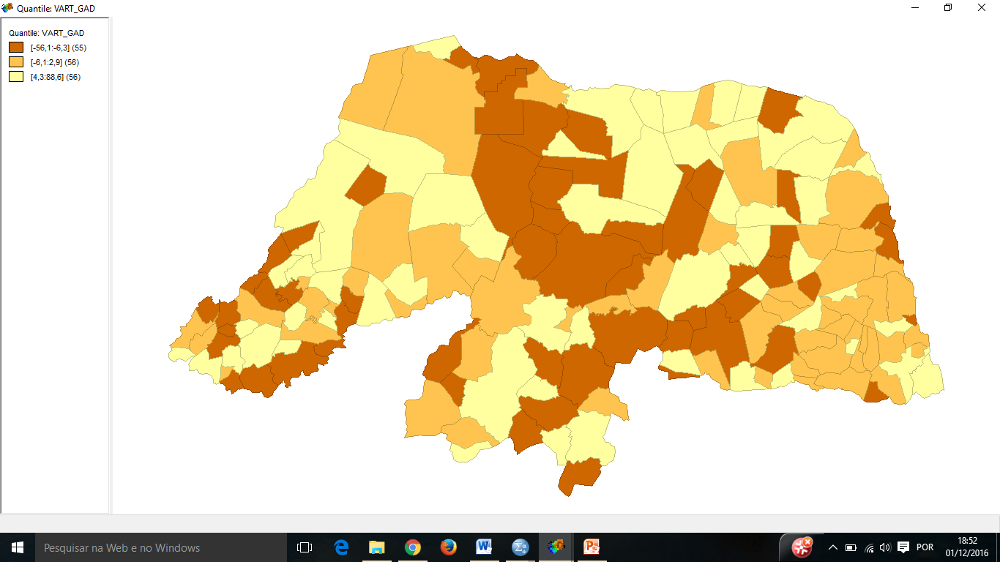 Quantile: VART_GAD
Quantile: VART_GAD
[-56,1:-6,3] (55)
[-6,1:2,9] (56)
[4,3:88,6] (56)
Pesquisar na Web e no Windows
POR
18:52
01/12/2016